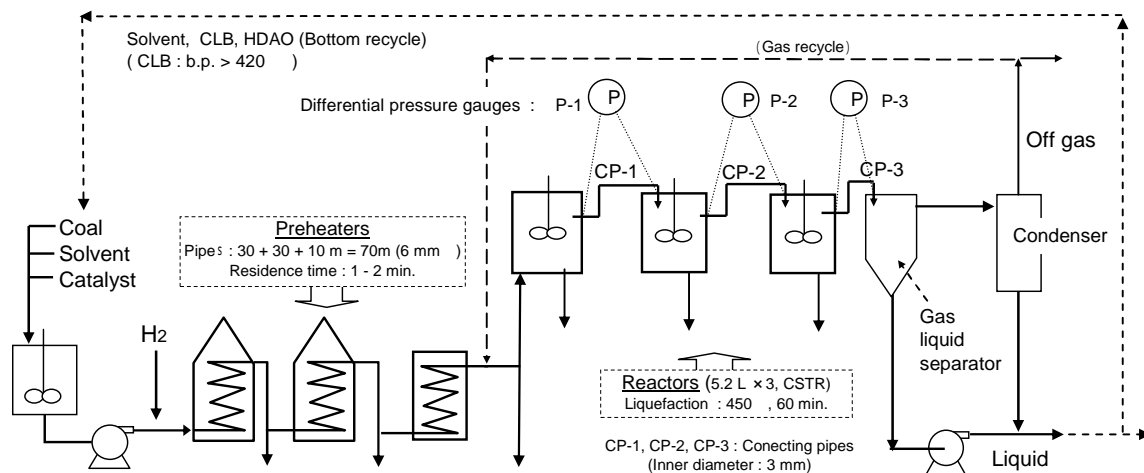 Solvent, CLB, HDAO (Bottom recycle)
( CLB : b.p. > 420 )
(Gas recycle)
Differential pressure gauges : P-1
P
P
P-2
P
P-3
Off gas
CP-1
CP-2
CP-3
Coal
Solvent
Catalyst
Preheaters
Pipes : 30 + 30 + 10 m = 70m (6 mm )
Residence time : 1 - 2 min.
Condenser
H2
Gas
liquid
separator
Reactors (5.2 L × 3, CSTR)
Liquefaction : 450 , 60 min.
CP-1, CP-2, CP-3 : Conecting pipes
(Inner diameter : 3 mm)
Liquid